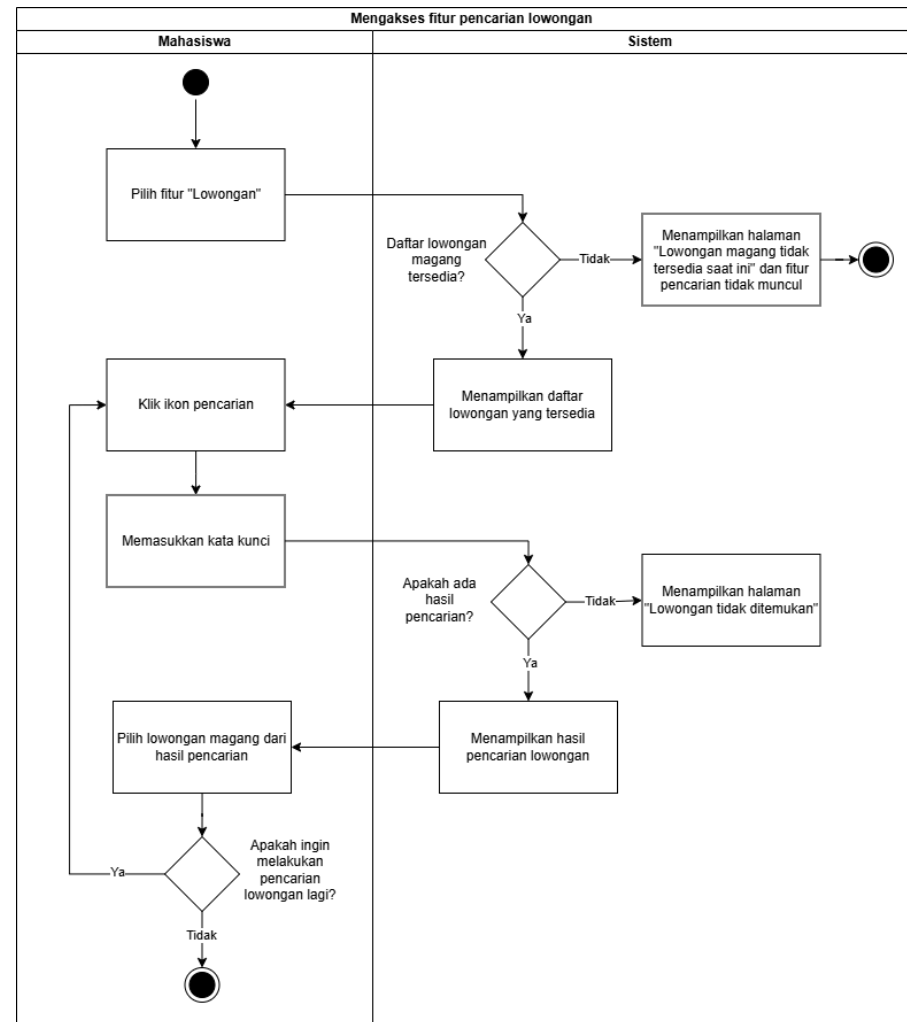 Mengakses fitur pencarian lowongan
Mahasiswa
Sistem
Pilih fitur "Lowongan"
Daftar lowongan
magang
tersedia?
Tidak
Menampilkan halaman
"Lowongan magang tidak
tersedia saat ini" dan fitur
pencarian tidak muncul
Ya
Menampilkan daftar
lowongan yang tersedia
Klik ikon pencarian
Memasukkan kata kunci
Apakah ada
hasil
pencarian?
Tidak
Menampilkan halaman
"Lowongan tidak ditemukan"
Ya
Menampilkan hasil
pencarian lowongan
Pilih lowongan magang dari
hasil pencarian
Apakah ingin
melakukan
pencarian
lowongan lagi?
Ya
Tidak